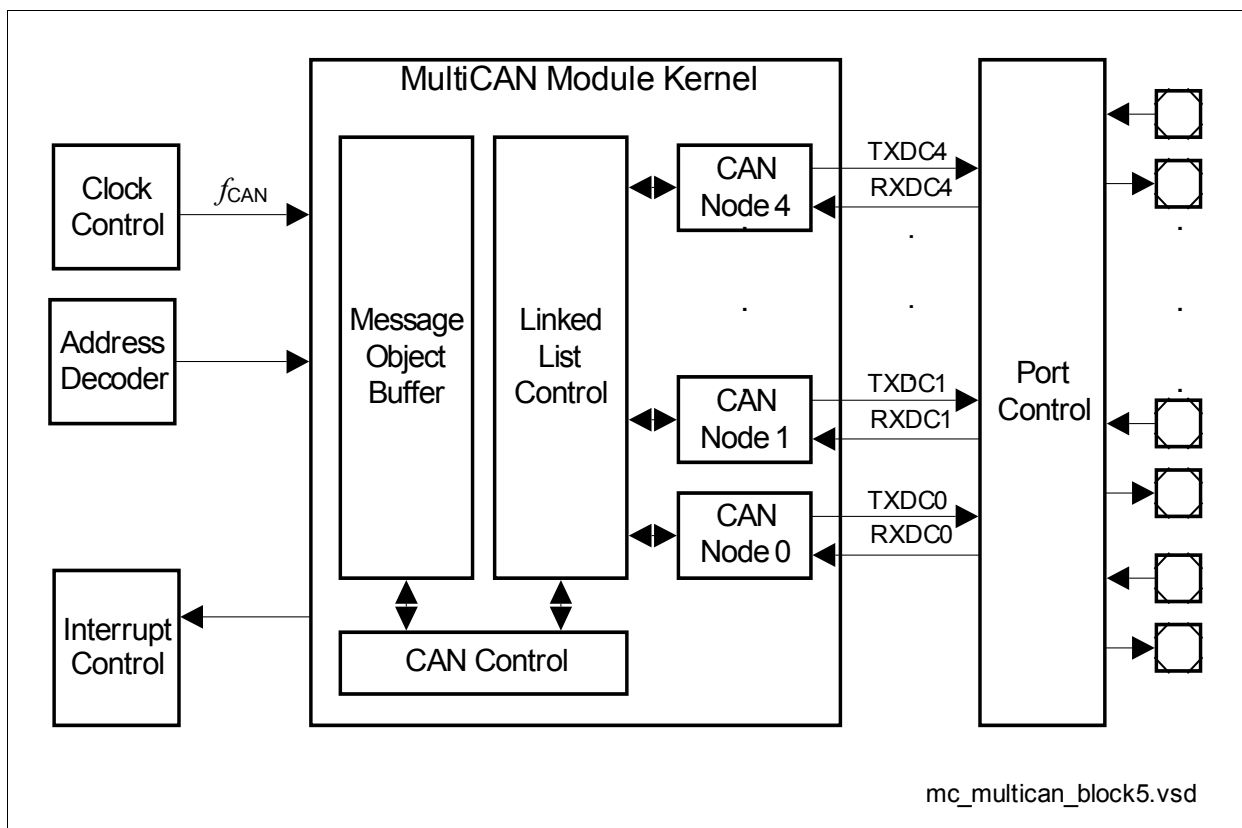 MultiCAN Module Kernel
Clock
Control
fCAN
Address
Decoder
Interrupt
Control
Message
Object
Buffer
Linked
List
Control
CAN Control
CAN
Node 4
CAN
Node 1
CAN
Node 0
TXDC4
RXDC4
TXDC1
RXDC1
TXDC0
RXDC0
Port
Control
mc_multican_block5.vsd